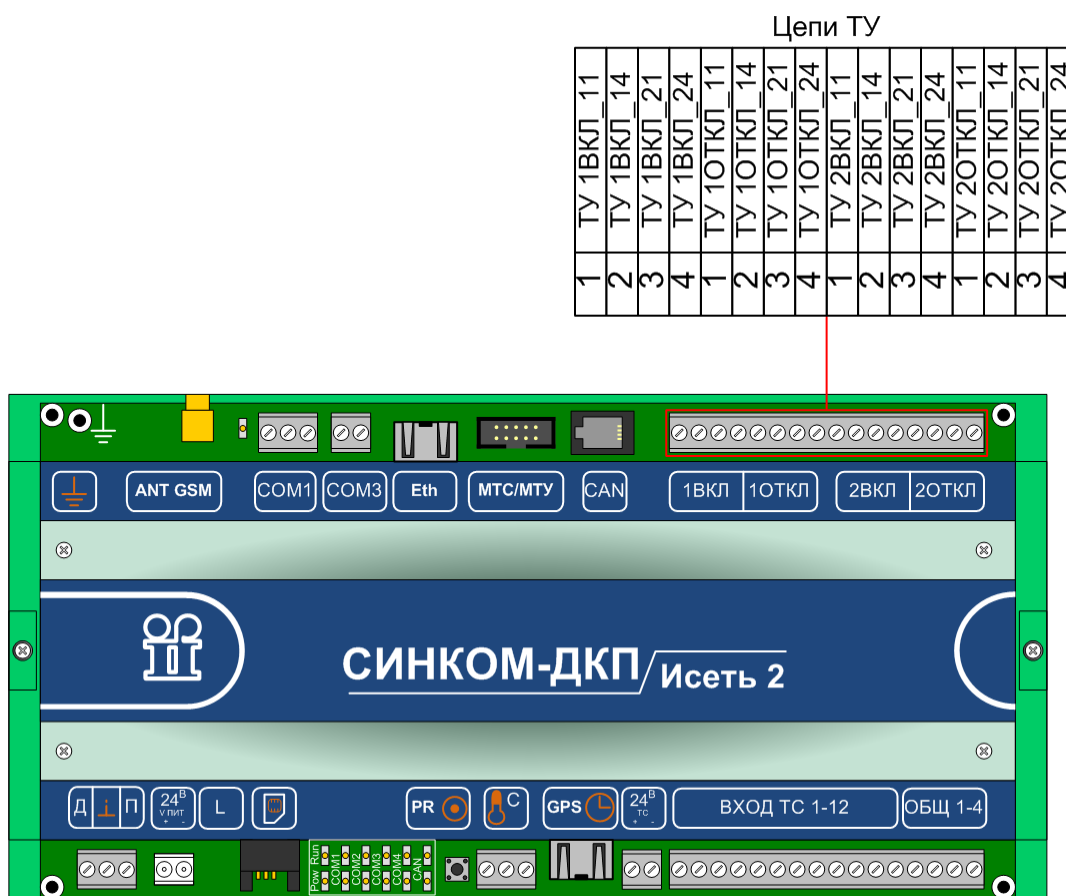 Цепи ТУ
ТУ 1ВКЛ_11
ТУ 1ВКЛ_14
ТУ 1ВКЛ_21
ТУ 1ВКЛ_24
ТУ 1ОТКЛ_11
ТУ 1ОТКЛ_14
ТУ 1ОТКЛ_21
ТУ 1ОТКЛ_24
ТУ 2ВКЛ_11
ТУ 2ВКЛ_14
ТУ 2ВКЛ_21
ТУ 2ВКЛ_24
ТУ 2ОТКЛ_11
ТУ 2ОТКЛ_14
ТУ 2ОТКЛ_21
ТУ 2ОТКЛ_24
1 2 3 4 1 2 3 4 1 2 3 4 1 2 3 4
ANT GSM COM1 COM3 Eth МТС/МТУ CAN 1ВКЛ 1ОТКЛ 2ВКЛ 2ОТКЛ
СИНКОМ-ДКП/Исеть 2
Д П 24В V ПИТ + - L PR C GPS 24В ТС + - ВХОД ТС 1-12 ОБЩ 1-4
Pow Run
COM1
COM2
COM3
COM4
CAN